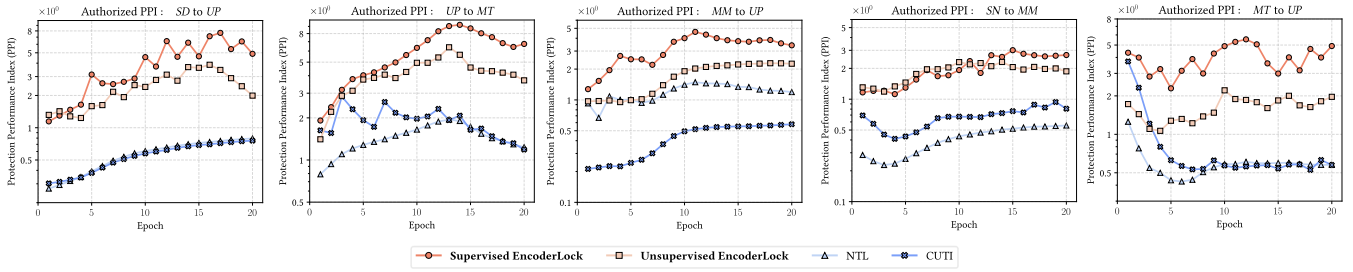 Authorized PPI : SD to UP
×10⁰
Protection Performance Index (PPI)
8
5
3
2
1
0.5
0 5 10 15 20
Epoch
Authorized PPI : UP to MT
×10⁰
Protection Performance Index (PPI)
8
5
3
2
1
0.5
0 5 10 15 20
Epoch
Authorized PPI : MM to UP
×10⁰
Protection Performance Index (PPI)
5
3
2
1
0.5
0.1
0 5 10 15 20
Epoch
Authorized PPI : SN to MM
×10⁰
Protection Performance Index (PPI)
5
3
2
1
0.5
0.1
0 5 10 15 20
Epoch
Authorized PPI : MT to UP
×10⁰
Protection Performance Index (PPI)
8
5
3
2
1
0.5
0 5 10 15 20
Epoch
Supervised EncoderLock Unsupervised EncoderLock NTL CUTI